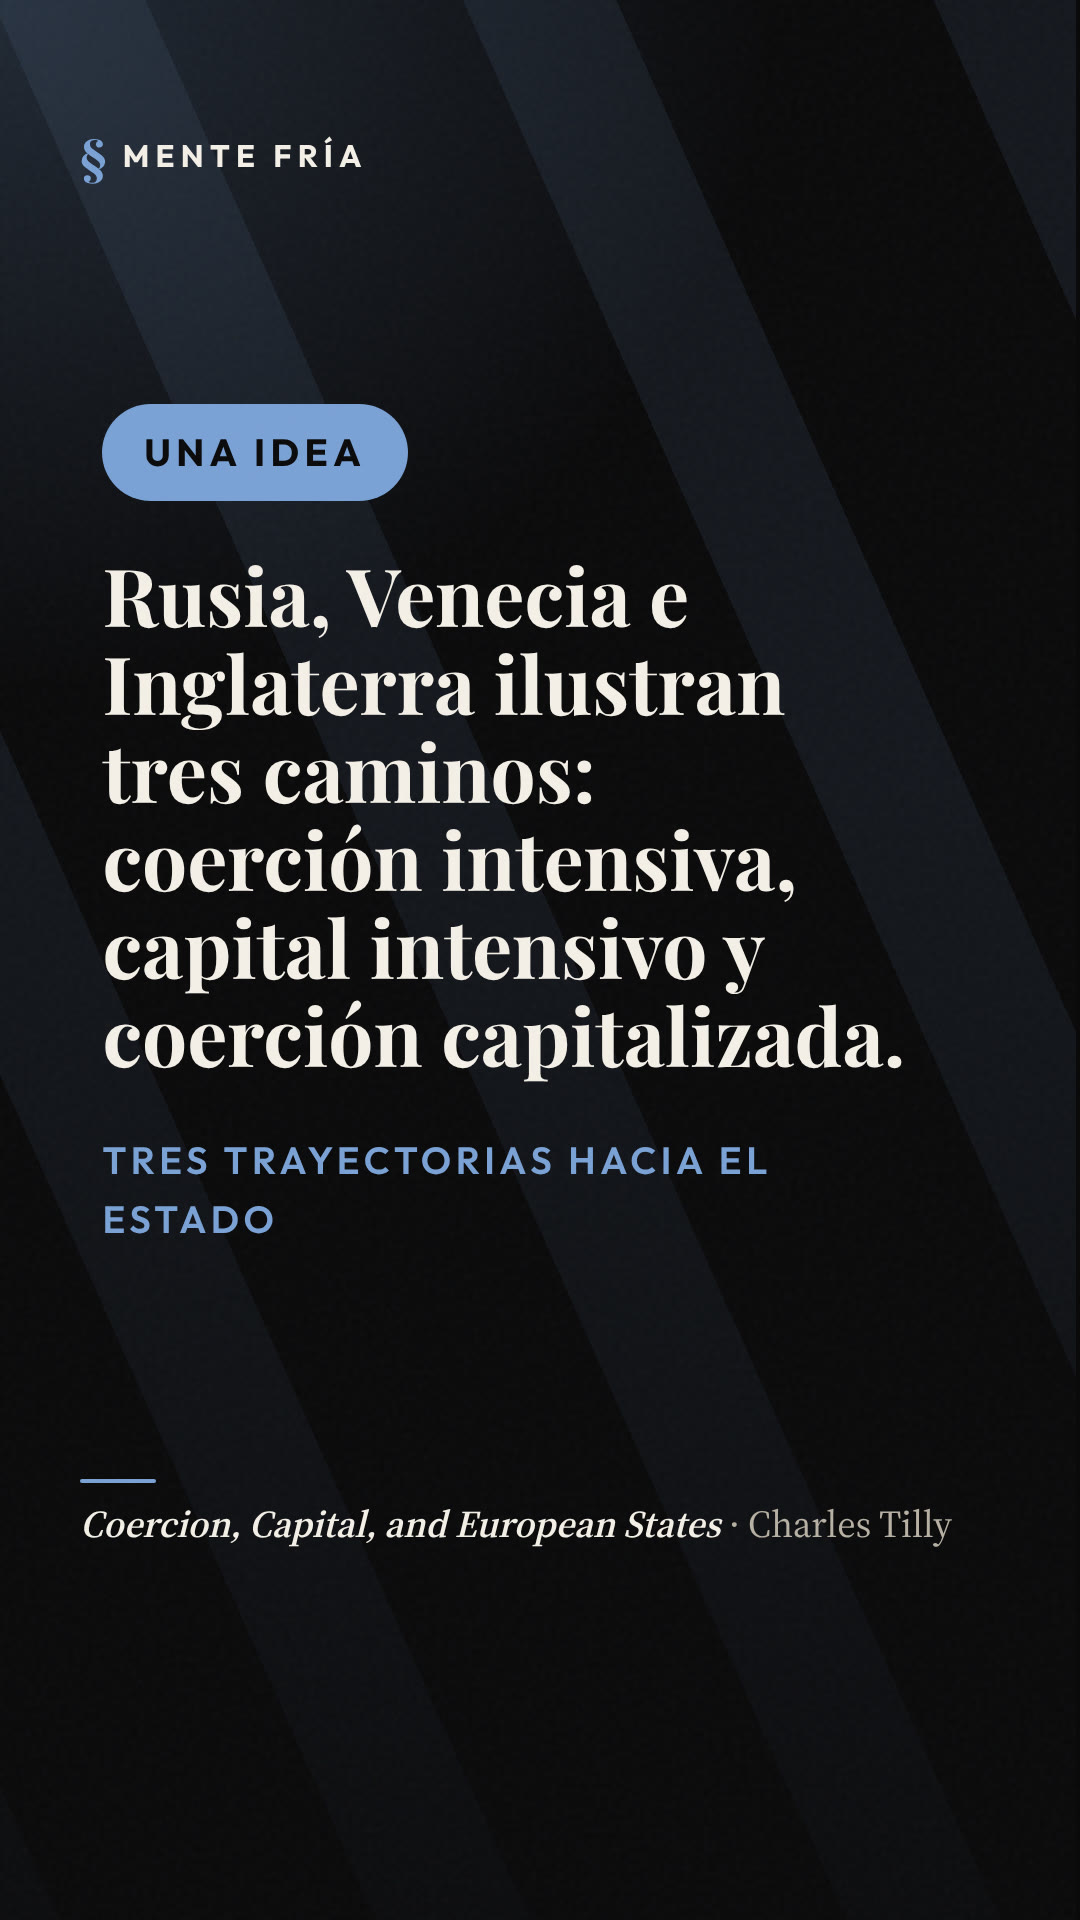 § MENTE FRÍA
UNA IDEA
Rusia, Venecia e
Inglaterra ilustran
tres caminos:
coerción intensiva,
capital intensivo y
coerción capitalizada.
TRES TRAYECTORIAS HACIA EL
ESTADO
Coercion, Capital, and European States · Charles Tilly